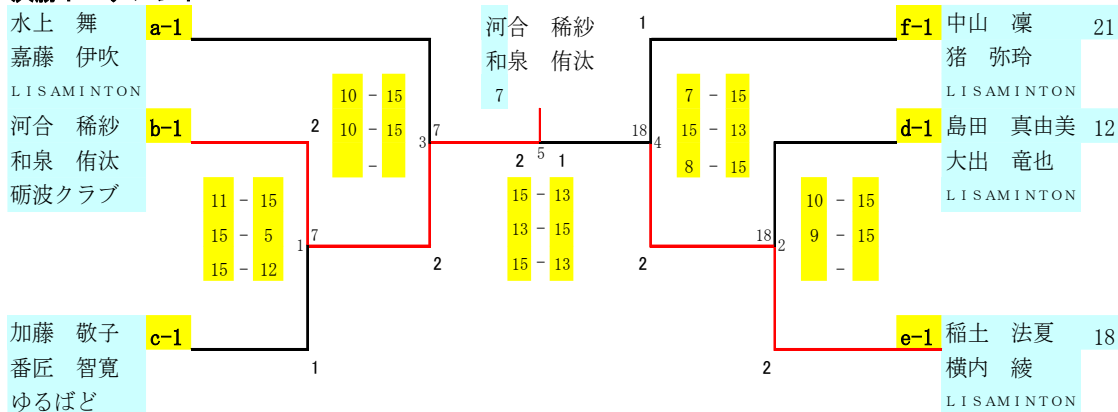 水上 舞 a-1
嘉藤 伊吹
ＬＩＳＡＭＩＮＴＯＮ
河合 稀紗 b-1
和泉 侑汰
砺波クラブ
加藤 敬子 c-1
番匠 智寛
ゆるばど
2
11 - 15
15 - 5
15 - 12
1 7
1
10 - 15
10 - 15
-
3 7
2
河合 稀紗
和泉 侑汰
7
2 5 1
15 - 13
13 - 15
15 - 13
1
18 4
7 - 15
15 - 13
8 - 15
2
18 2
10 - 15
9 - 15
-
2
f-1 中山 凜 21
猪 弥玲
ＬＩＳＡＭＩＮＴＯＮ
d-1 島田 真由美 12
大出 竜也
ＬＩＳＡＭＩＮＴＯＮ
e-1 稲土 法夏 18
横内 綾
ＬＩＳＡＭＩＮＴＯＮ